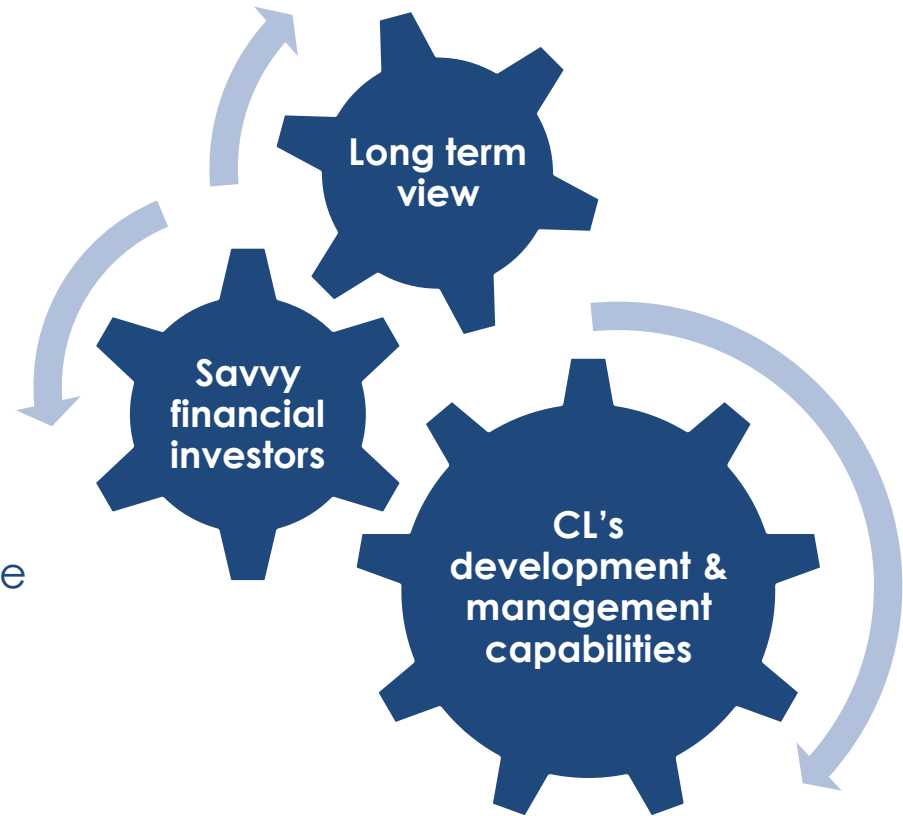 Long term
view
Savvy
financial
investors
e
CL's
development &
management
capabilities